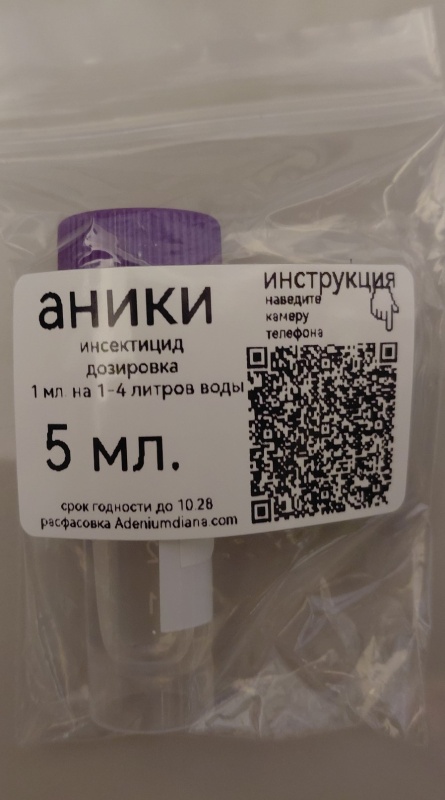 аники
инсектицид
дозировка
1 мл. на 1-4 литров воды
5 мл.
срок годности до 10.28
расфасовка Adeniumdiana.com
инструкция
наведите
камеру
телефона